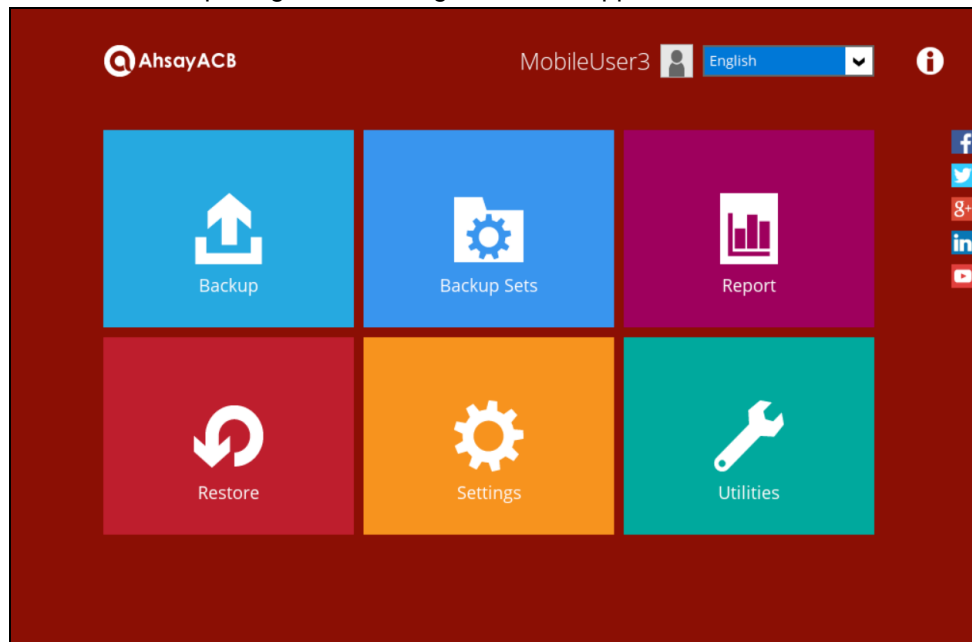 AhsayACB
MobileUser3
English
Backup
Backup Sets
Report
Restore
Settings
Utilities